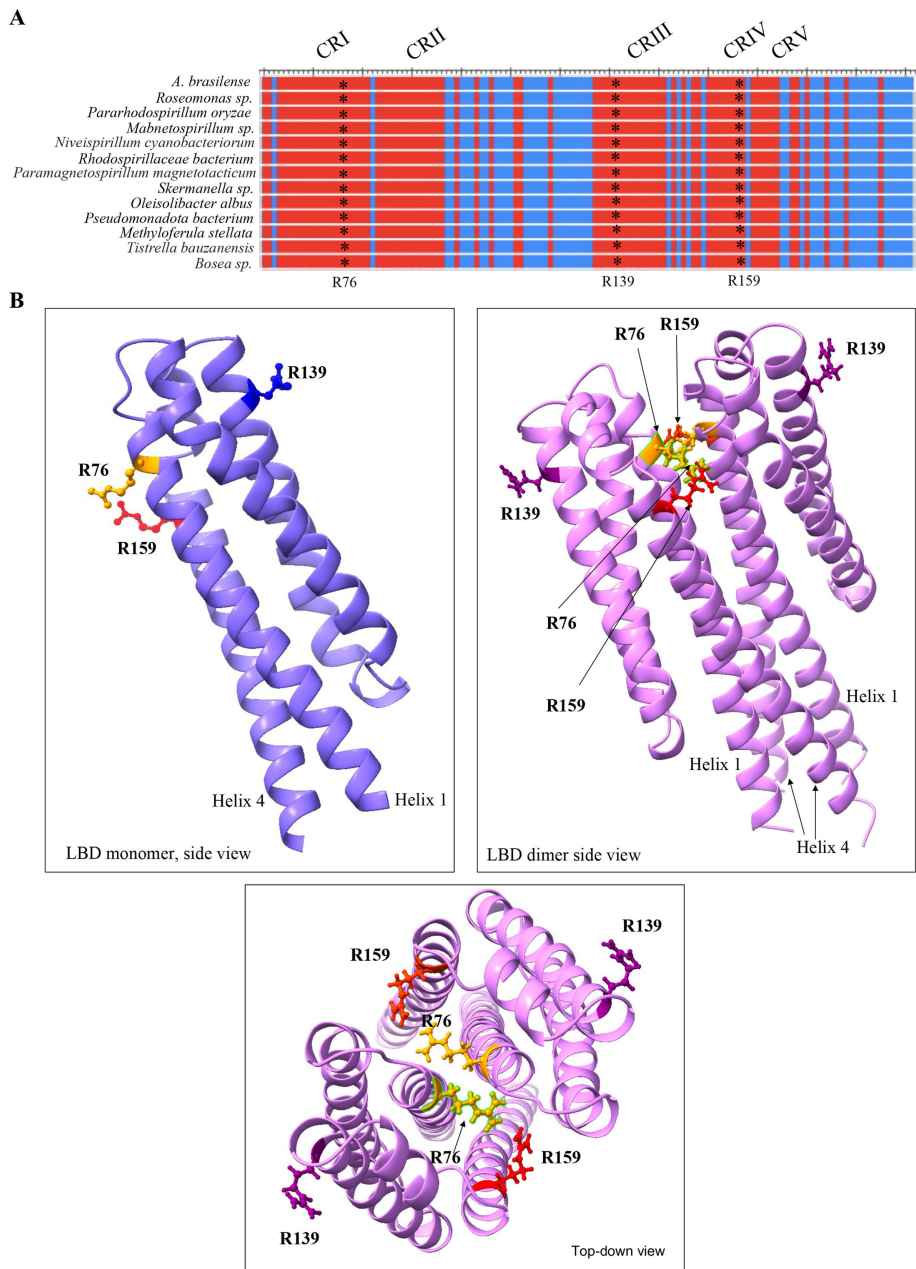 A
CRI CRII CRIII CRIV CRV
A. brasilense
Roseomonas sp.
Pararhodospirillum oryzae
Mabnetospirillum sp.
Niveispirillum cyanobacteriorum
Rhodospirillaceae bacterium
Paramagnetospirillum magnetotacticum
Skermanella sp.
Oleisolibacter albus
Pseudomonadota bacterium
Methyloferula stellata
Tistrella bauzanensis
Bosea sp.
R76 R139 R159
B
R139
R76
R159
Helix 4
Helix 1
LBD monomer, side view
R76
R159
R139
R139
R76
R159
Helix 1
Helix 1
Helix 4
LBD dimer side view
R139
R159
R76
R76
R159
R139
Top-down view